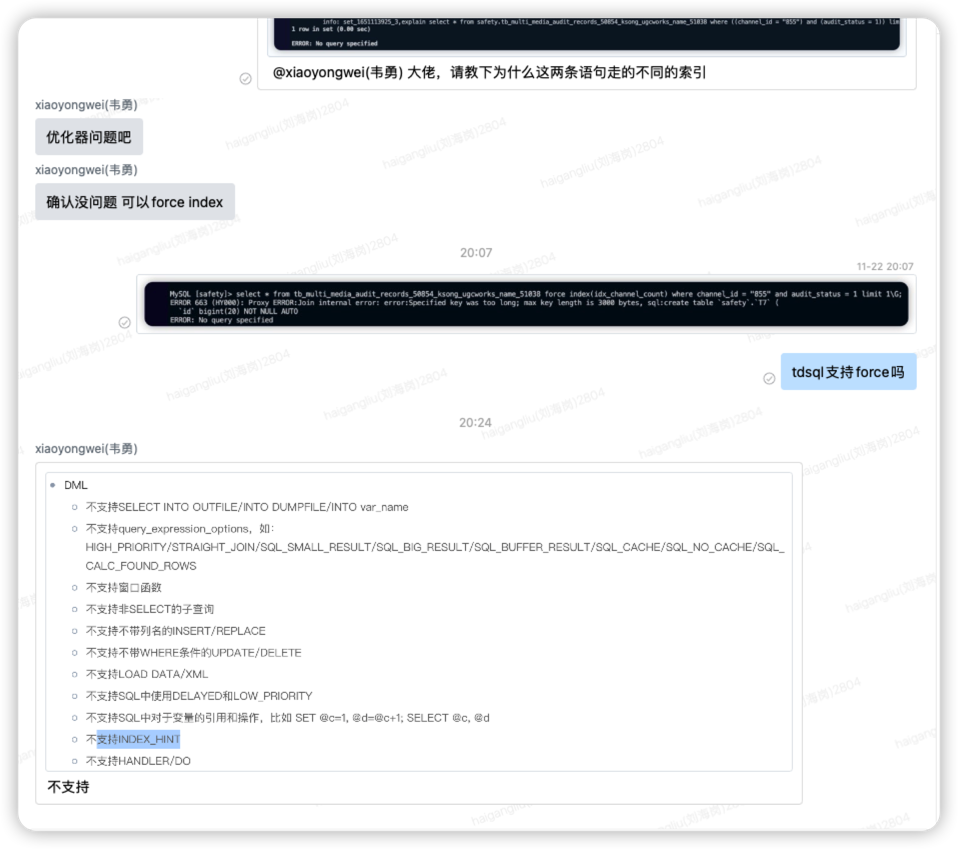 info: set_1651113925_3,explain select * from safety.tb_multi_media_audit_records_50854_ksong_ugcworks_name_51038 where ((channel_id = "855") and (audit_status = 1)) lim
1 row in set (0.00 sec)
ERROR: No query specified
@xiaoyongwei(韦勇) 大佬，请教下为什么这两条语句走的不同的索引
xiaoyongwei(韦勇)
优化器问题吧
xiaoyongwei(韦勇)
确认没问题 可以force index
20:07
11-22 20:07
MySQL [safety]> select * from tb_multi_media_audit_records_50854_ksong_ugcworks_name_51038 force index(idx_channel_count) where channel_id = "855" and audit_status = 1 limit 1\G;
ERROR 663 (HY000): Proxy ERROR:Join internal error: error:Specified key was too long; max key length is 3000 bytes, sql:create table `safety`.`T7` (
`id` bigint(20) NOT NULL AUTO
ERROR: No query specified
tdsql支持force吗
20:24
xiaoyongwei(韦勇)
DML
不支持SELECT INTO OUTFILE/INTO DUMPFILE/INTO var_name
不支持query_expression_options，如：
HIGH_PRIORITY/STRAIGHT_JOIN/SQL_SMALL_RESULT/SQL_BIG_RESULT/SQL_BUFFER_RESULT/SQL_CACHE/SQL_NO_CACHE/SQL_
CALC_FOUND_ROWS
不支持窗口函数
不支持非SELECT的子查询
不支持不带列名的INSERT/REPLACE
不支持不带WHERE条件的UPDATE/DELETE
不支持LOAD DATA/XML
不支持SQL中使用DELAYED和LOW_PRIORITY
不支持SQL中对于变量的引用和操作，比如 SET @c=1, @d=@c+1; SELECT @c, @d
不支持INDEX_HINT
不支持HANDLER/DO
不支持
haigangliu(刘海岗)2804